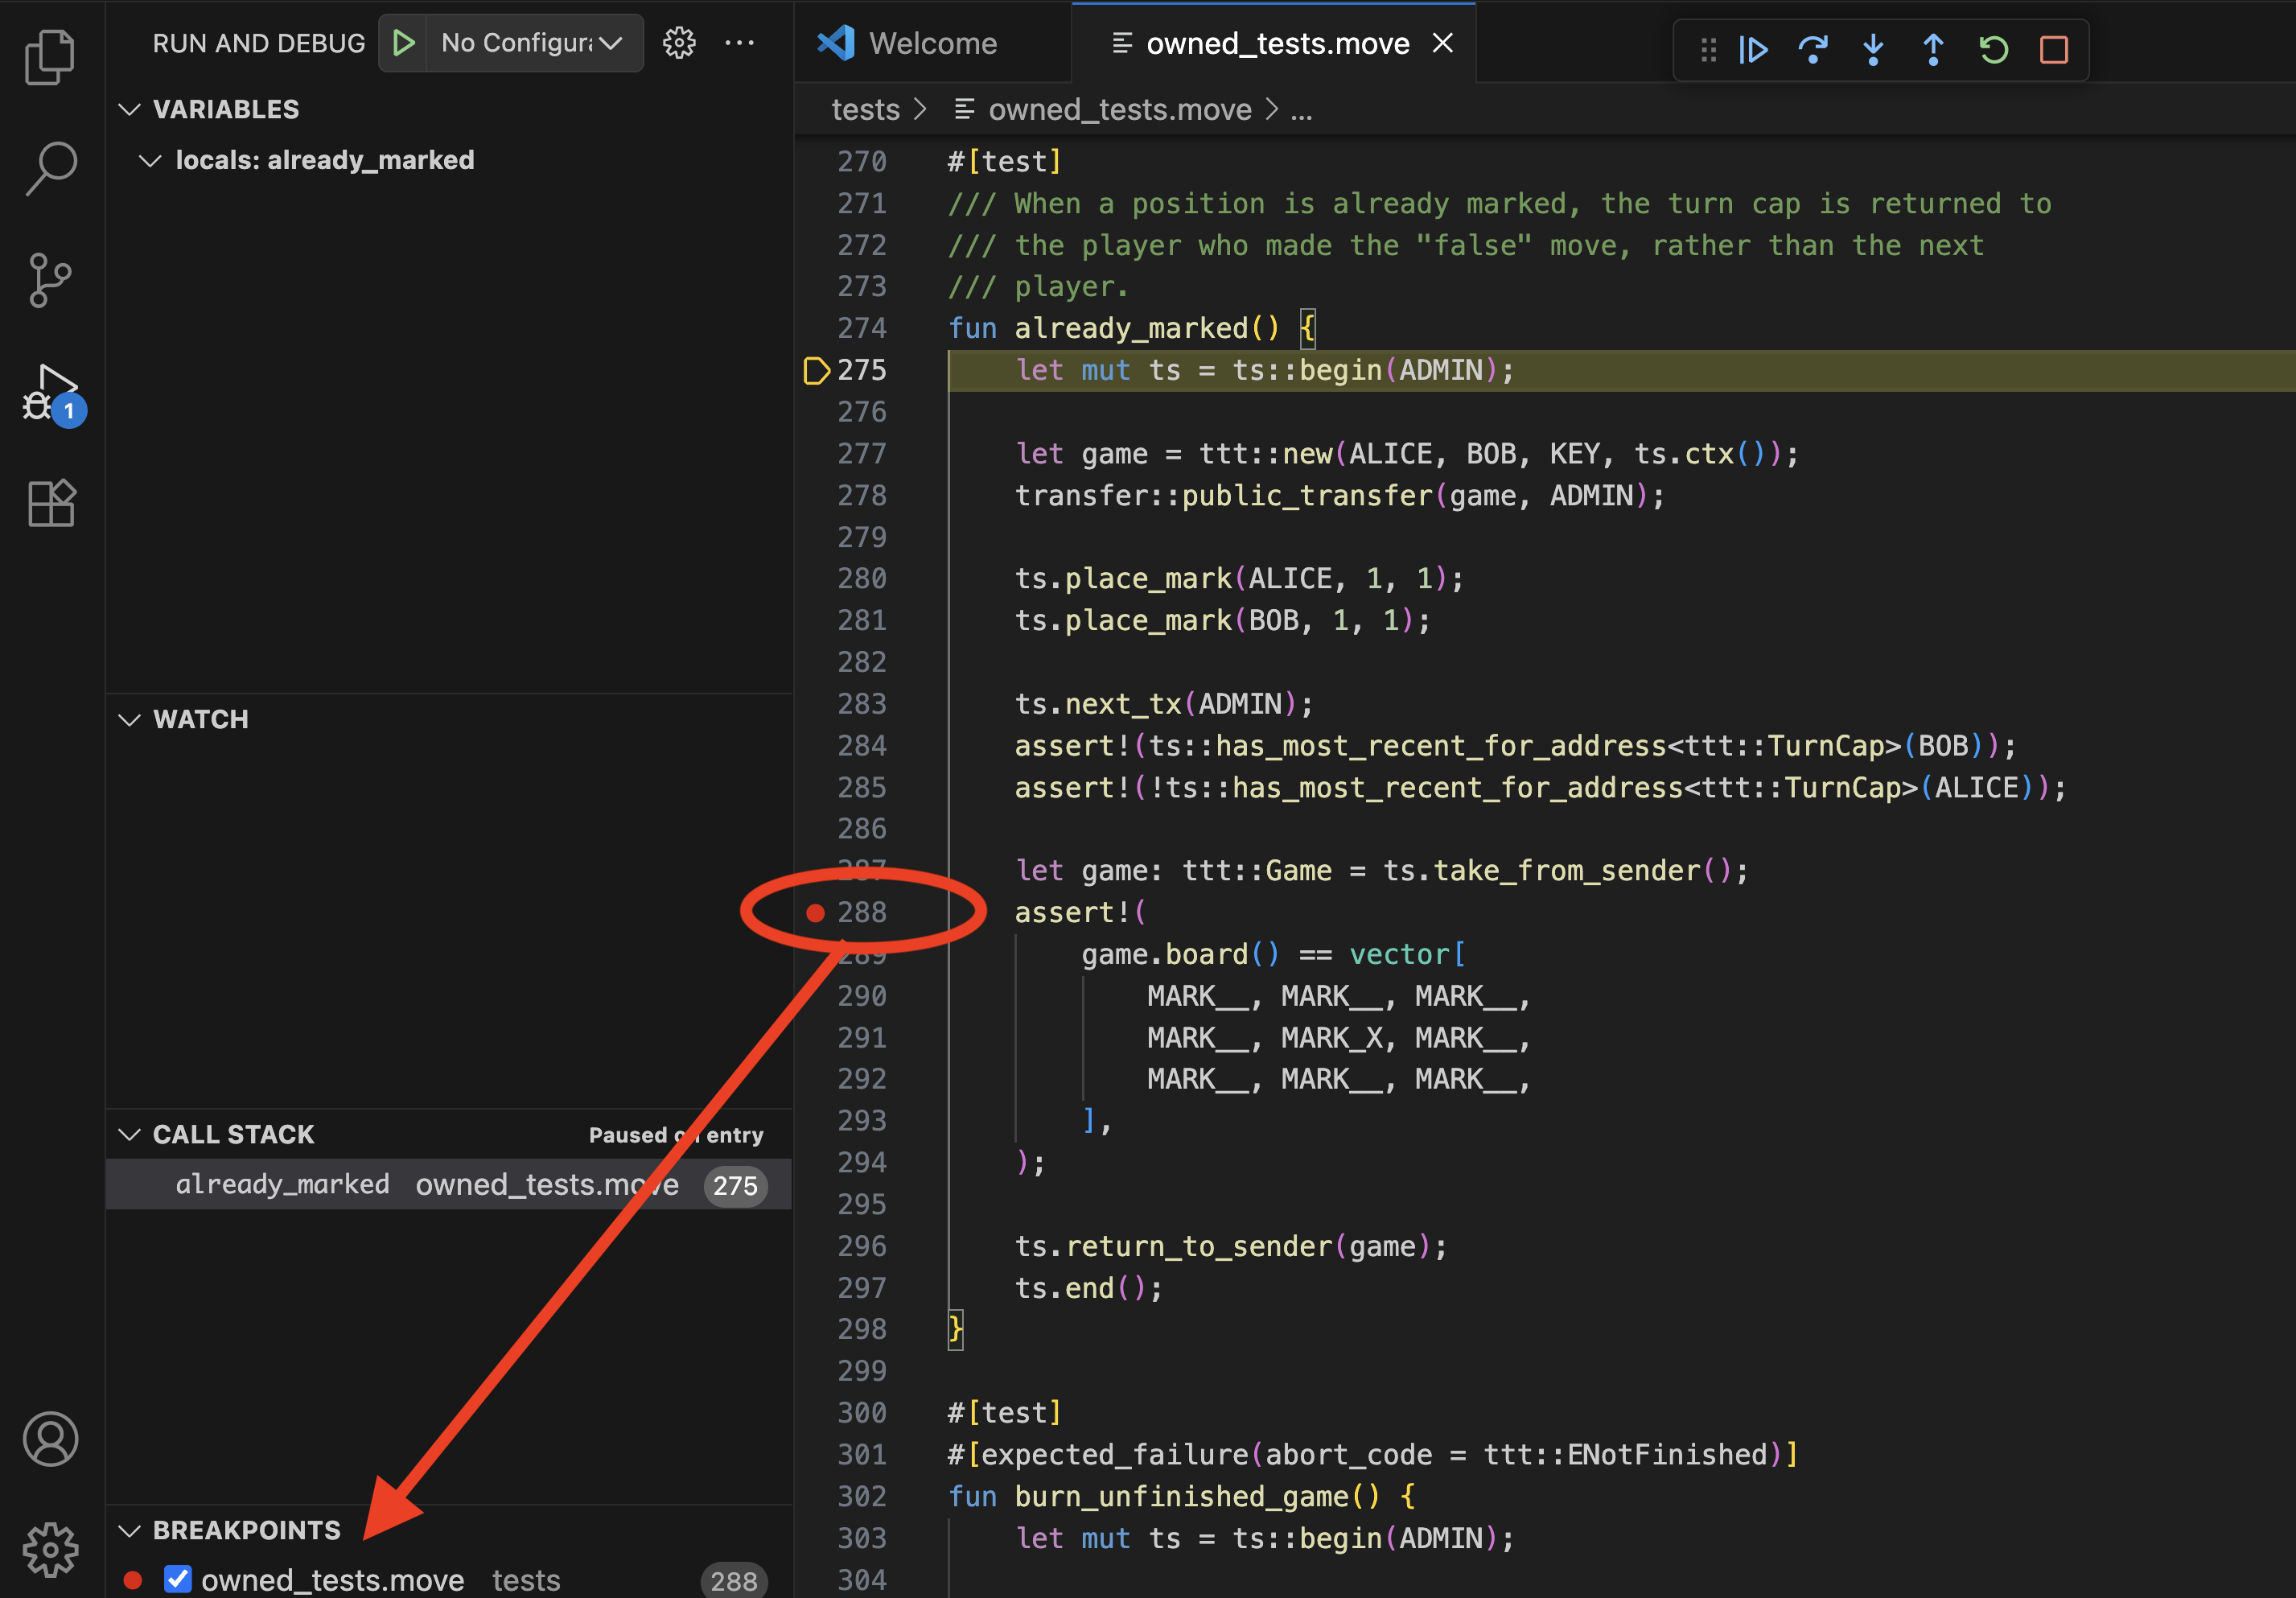 RUN AND DEBUG
No Configura
VARIABLES
locals: already_marked
WATCH
CALL STACK
Paused on entry
already_marked owned_tests.move 275
BREAKPOINTS
owned_tests.move tests 288
1
Welcome
owned_tests.move
tests > owned_tests.move > ...
270 #[test]
271 /// When a position is already marked, the turn cap is returned to
272 /// the player who made the "false" move, rather than the next
273 /// player.
274 fun already_marked() {
275 let mut ts = ts::begin(ADMIN);
276
277 let game = ttt::new(ALICE, BOB, KEY, ts.ctx());
278 transfer::public_transfer(game, ADMIN);
279
280 ts.place_mark(ALICE, 1, 1);
281 ts.place_mark(BOB, 1, 1);
282
283 ts.next_tx(ADMIN);
284 assert!(ts::has_most_recent_for_address<ttt::TurnCap>(BOB));
285 assert!(!ts::has_most_recent_for_address<ttt::TurnCap>(ALICE));
286
287 let game: ttt::Game = ts.take_from_sender();
288 assert!(
289 game.board() == vector[
290 MARK__, MARK__, MARK__,
291 MARK__, MARK_X, MARK__,
292 MARK__, MARK__, MARK__,
293 ],
294 );
295
296 ts.return_to_sender(game);
297 ts.end();
298 }
299
300 #[test]
301 #[expected_failure(abort_code = ttt::ENotFinished)]
302 fun burn_unfinished_game() {
303 let mut ts = ts::begin(ADMIN);
304